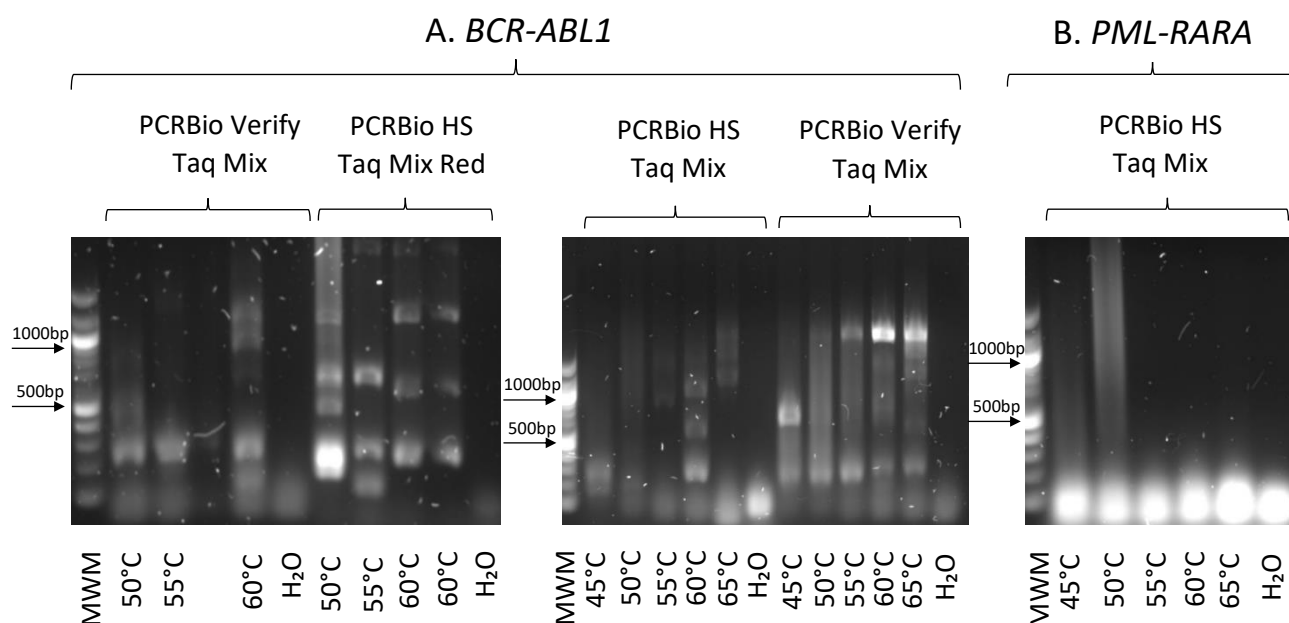 A. BCR-ABL1
B. PML-RARA
PCRBio Verify
Taq Mix
PCRBio HS
Taq Mix Red
PCRBio HS
Taq Mix
PCRBio Verify
Taq Mix
PCRBio HS
Taq Mix
1000bp
500bp
1000bp
500bp
1000bp
500bp
MWM
50°C
55°C
60°C
H₂O
50°C
55°C
60°C
60°C
H₂O
MWM
45°C
50°C
55°C
60°C
65°C
H₂O
45°C
50°C
55°C
60°C
65°C
H₂O
MWM
45°C
50°C
55°C
60°C
65°C
H₂O